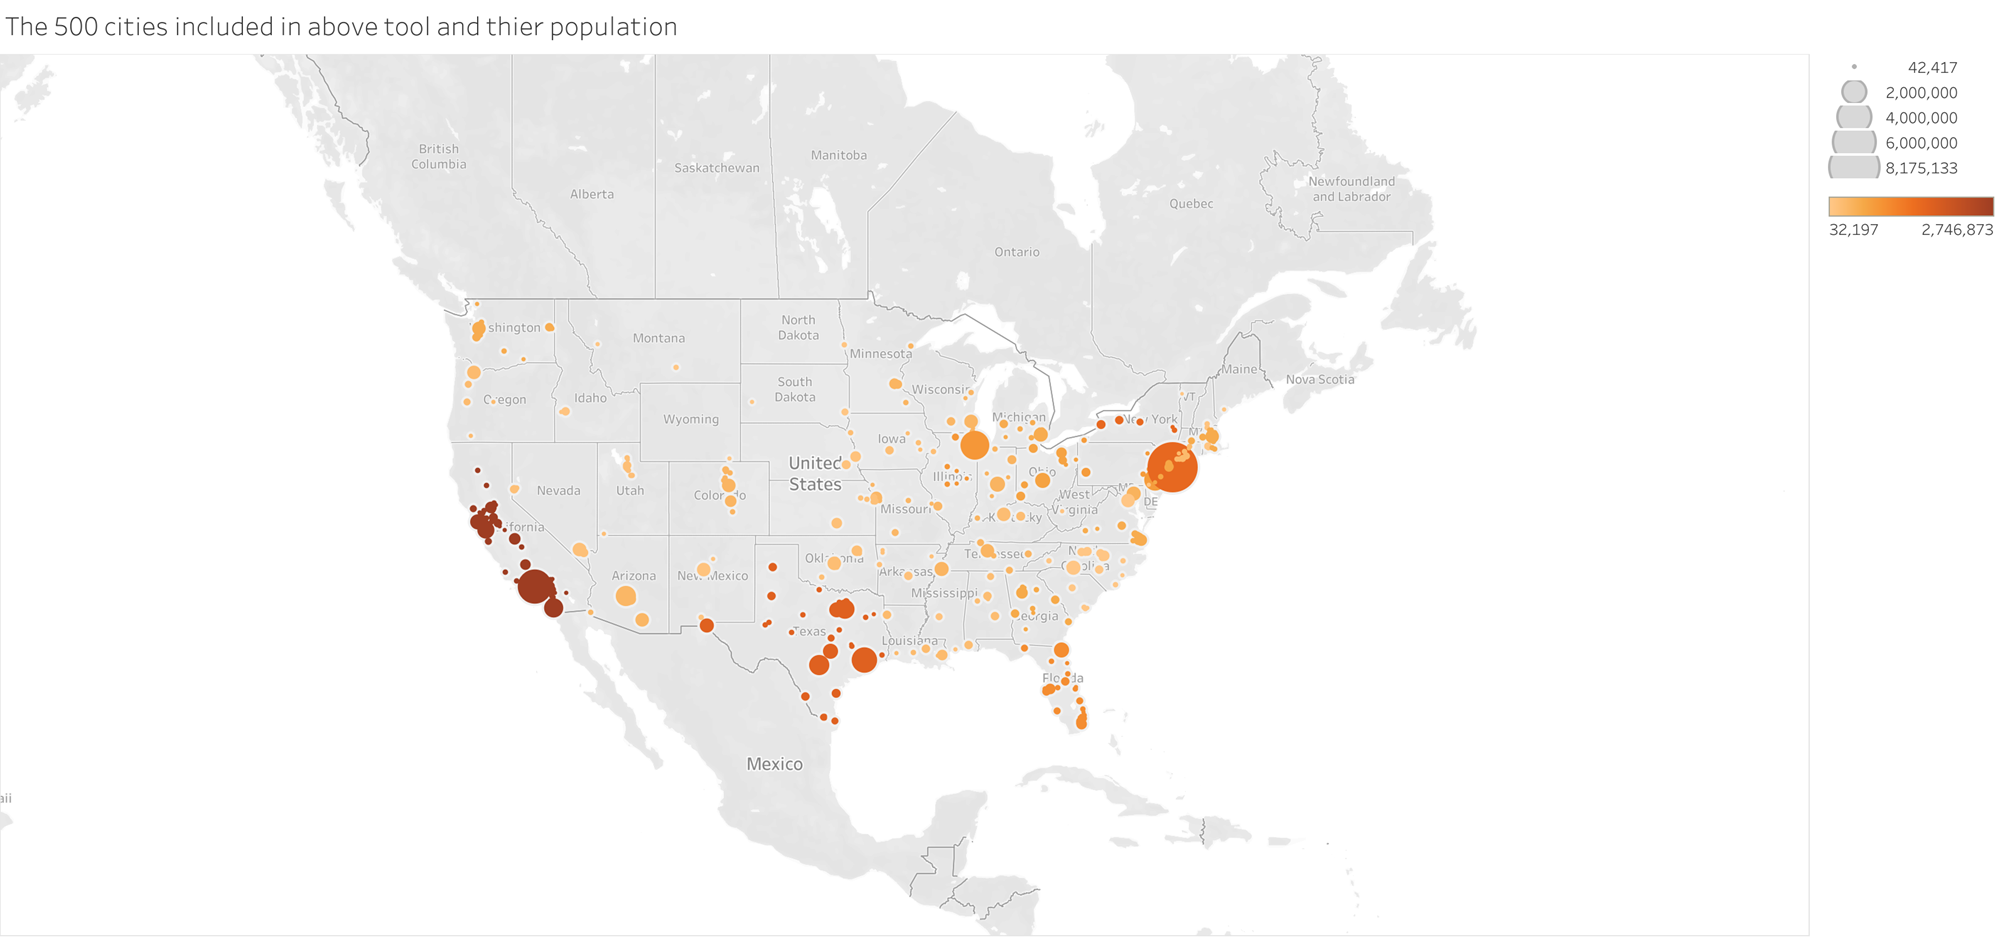 The 500 cities included in above tool and thier population
42,417
2,000,000
4,000,000
6,000,000
8,175,133
32,197 2,746,873
British
Columbia
Alberta
Saskatchewan
Manitoba
Ontario
Quebec
Newfoundland
and Labrador
Nova Scotia
Maine
VT
New York
shington
Montana
North
Dakota
Minnesota
South
Dakota
Wisconsin
Michigan
Oregon
Idaho
Wyoming
Iowa
United
States
Nevada
Utah
Colorado
Illinois
Ohio
West
Virginia
DE
ifornia
Missouri
Kentucky
Tennessee
Carolina
Arizona
New Mexico
Oklahoma
Arkansas
Mississippi
Georgia
Texas
Louisiana
Florida
Mexico
aii